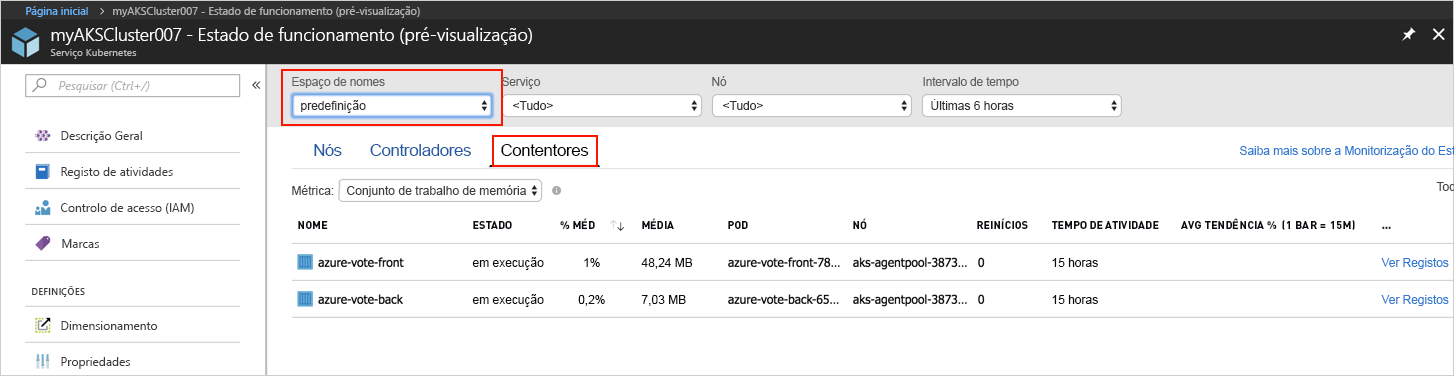 Página inicial > myAKSCluster007 - Estado de funcionamento (pré-visualização)
myAKSCluster007 - Estado de funcionamento (pré-visualização)
Serviço Kubernetes
Pesquisar (Ctrl+/)
Descrição Geral
Registo de atividades
Controlo de acesso (IAM)
Marcas
DEFINIÇÕES
Dimensionamento
Propriedades
Espaço de nomes Serviço Nó Intervalo de tempo
predefinição <Tudo> <Tudo> Últimas 6 horas
Nós Controladores Contentores Saiba mais sobre a Monitorização do Est
Métrica: Conjunto de trabalho de memória Toc
NOME ESTADO % MÉD MÉDIA POD NÓ REINÍCIOS TEMPO DE ATIVIDADE AVG TENDÊNCIA % (1 BAR = 15M) ...
azure-vote-front em execução 1% 48,24 MB azure-vote-front-78... aks-agentpool-3873... 0 15 horas Ver Registos
azure-vote-back em execução 0,2% 7,03 MB azure-vote-back-65... aks-agentpool-3873... 0 15 horas Ver Registos